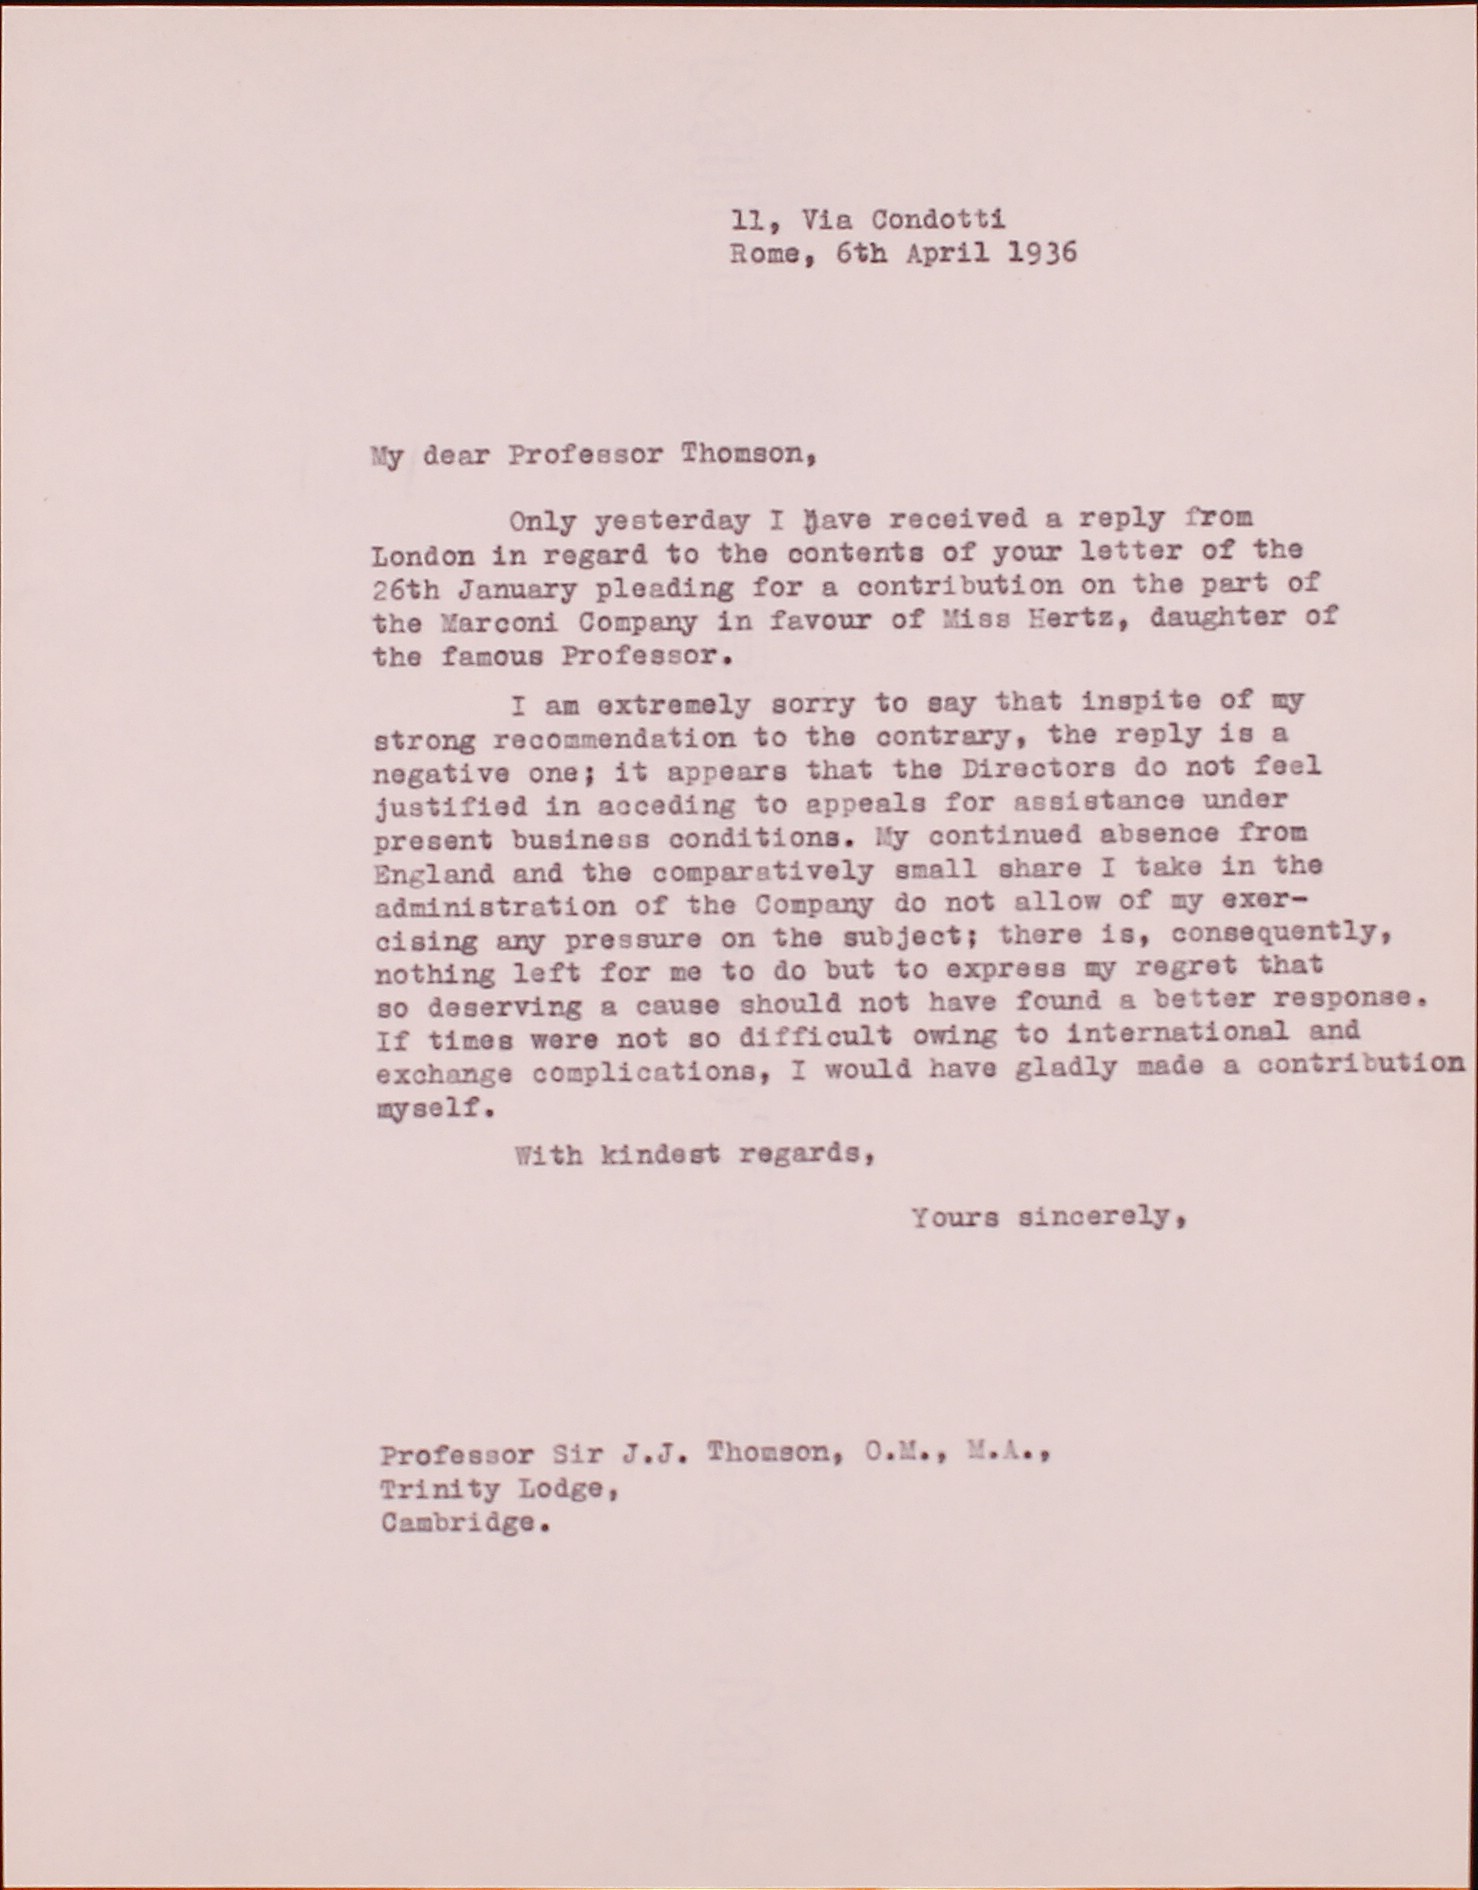 11, Via Condotti
Rome, 6th April 1936
My dear Professor Thomson,
Only yesterday I have received a reply from
London in regard to the contents of your letter of the
26th January pleading for a contribution on the part of
the Marconi Company in favour of Miss Hertz, daughter of
the famous Professor.
I am extremely sorry to say that inspite of my
strong recommendation to the contrary, the reply is a
negative one; it appears that the Directors do not feel
justified in acceding to appeals for assistance under
present business conditions. My continued absence from
England and the comparatively small share I take in the
administration of the Company do not allow of my exer-
cising any pressure on the subject; there is, consequently,
nothing left for me to do but to express my regret that
so deserving a cause should not have found a better response.
If times were not so difficult owing to international and
exchange complications, I would have gladly made a contribution
myself.
With kindest regards,
Yours sincerely,
Professor Sir J.J. Thomson, O.M., M.A.,
Trinity Lodge,
Cambridge.